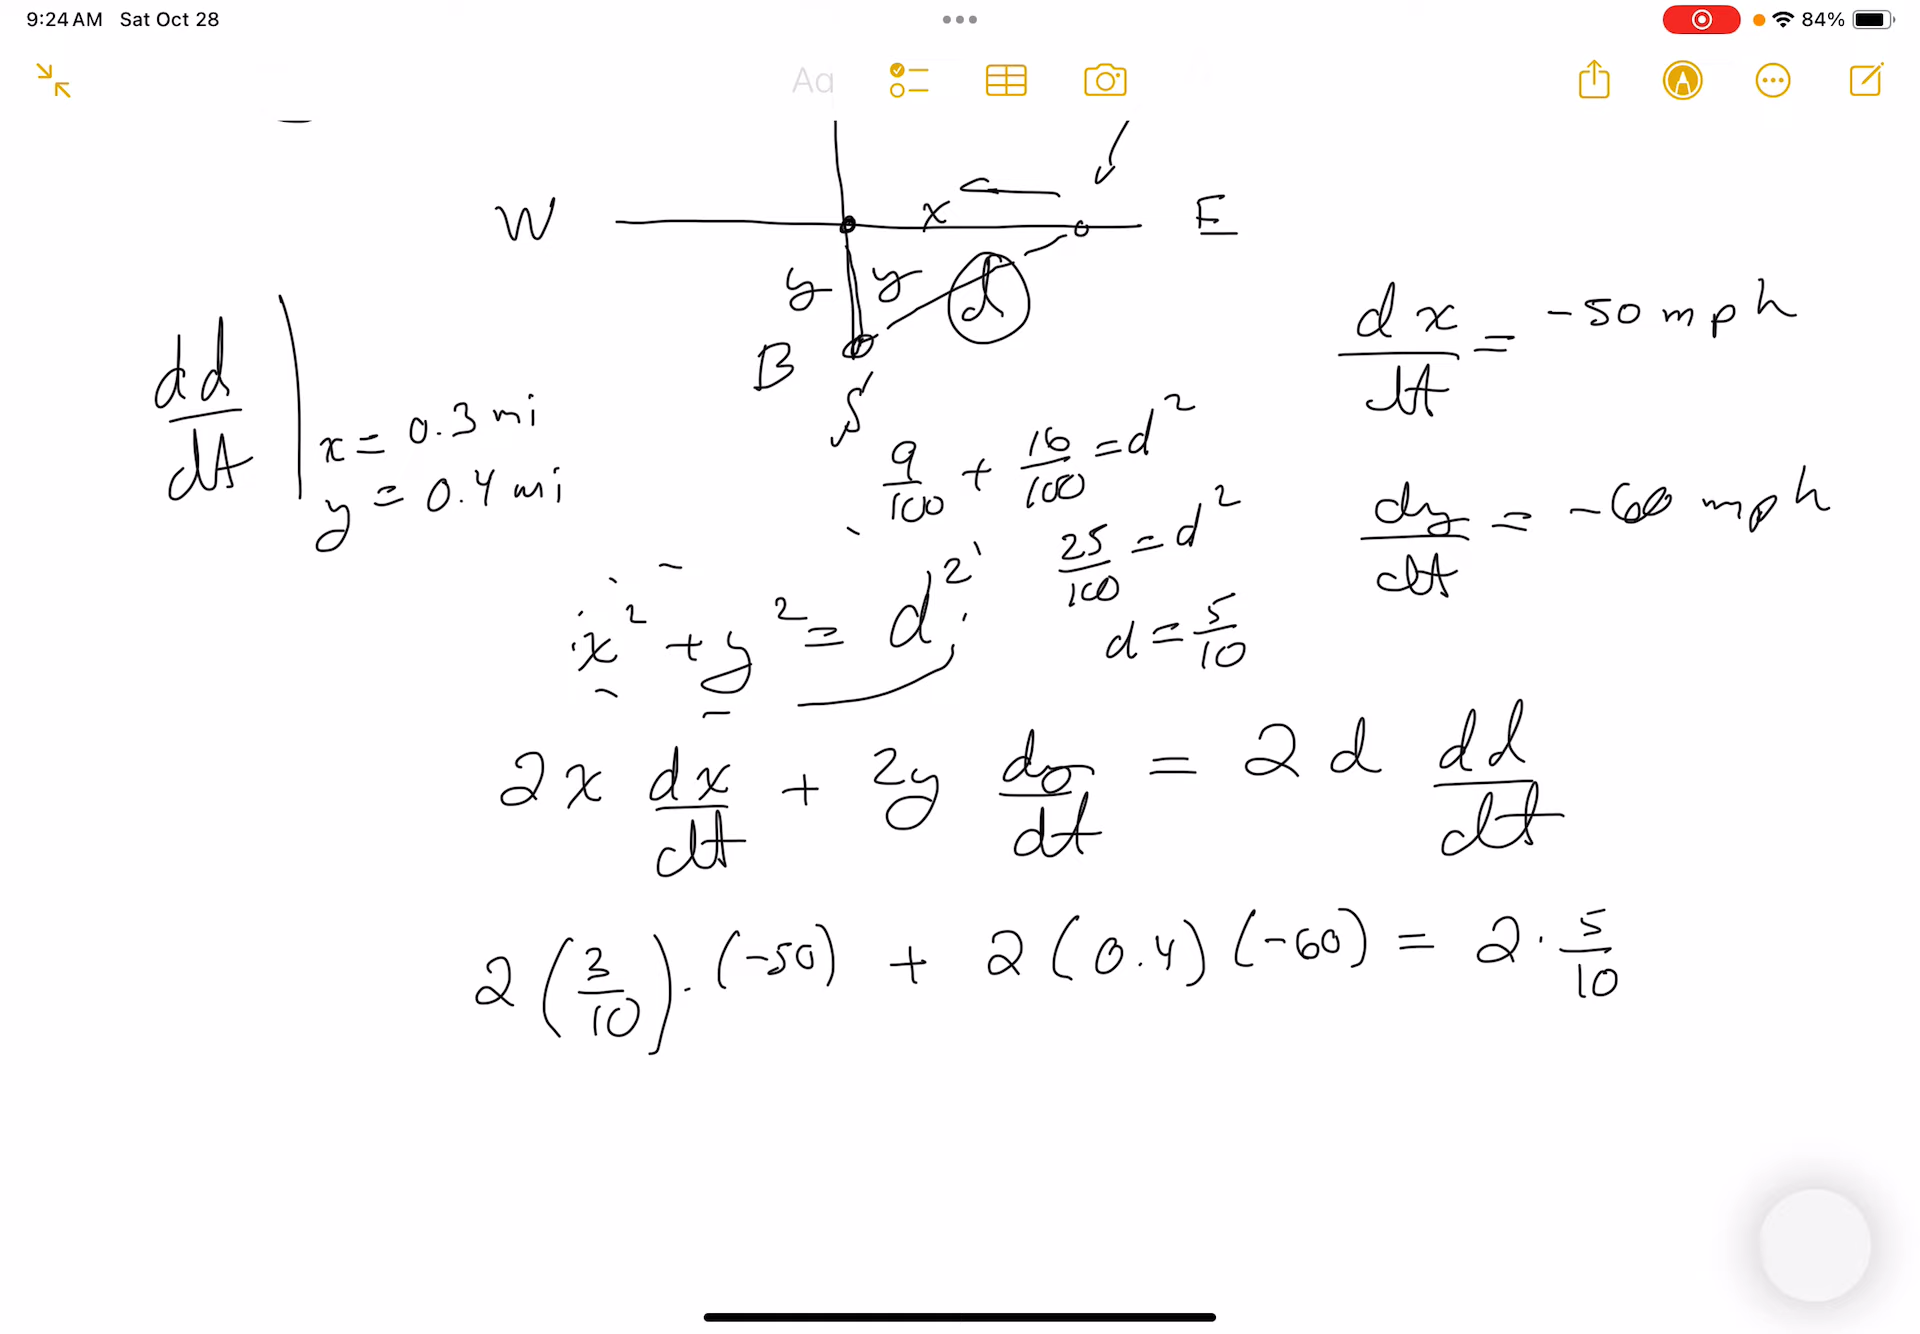 9:24 AM Sat Oct 28
84%
Aa
W x E
y y d
B
S
dd/dt | x = 0.3 mi
y = 0.4 mi
dx/dt = -50 mph
9/100 + 16/100 = d²
dy/dt = -60 mph
25/100 = d²
x² + y² = d²
d = 5/10
2x dx/dt + 2y dy/dt = 2d dd/dt
2(3/10)·(-50) + 2(0.4)(-60) = 2·5/10